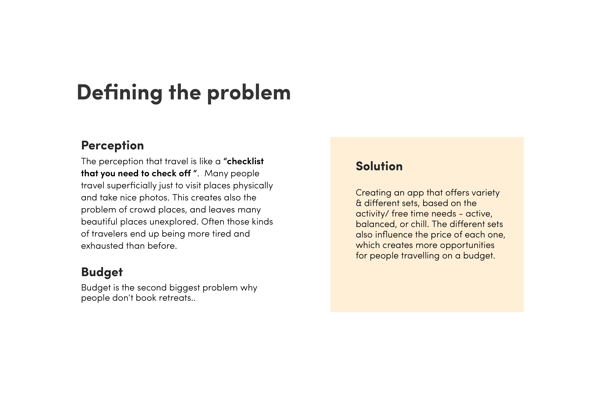 Defining the problem
Perception
The perception that travel is like a “checklist
that you need to check off ”. Many people
travel superficially just to visit places physically
and take nice photos. This creates also the
problem of crowd places, and leaves many
beautiful places unexplored. Often those kinds
of travelers end up being more tired and
exhausted than before.
Budget
Budget is the second biggest problem why
people don't book retreats..
Solution
Creating an app that offers variety
& different sets, based on the
activity/ free time needs - active,
balanced, or chill. The different sets
also influence the price of each one,
which creates more opportunities
for people travelling on a budget.